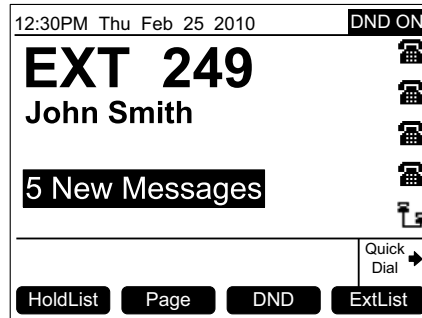 12:30PM Thu Feb 25 2010 DND ON
EXT 249
John Smith
5 New Messages
Quick
Dial
HoldList Page DND ExtList